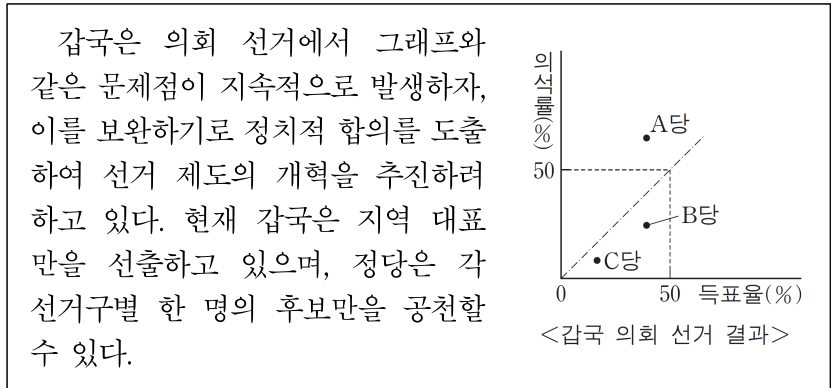 갑국은 의회 선거에서 그래프와
같은 문제점이 지속적으로 발생하자,
이를 보완하기로 정치적 합의를 도출
하여 선거 제도의 개혁을 추진하려
하고 있다. 현재 갑국은 지역 대표
만을 선출하고 있으며, 정당은 각
선거구별 한 명의 후보만을 공천할
수 있다.
의석률(%)
A당
50
B당
C당
0 50 득표율(%)
<갑국 의회 선거 결과>